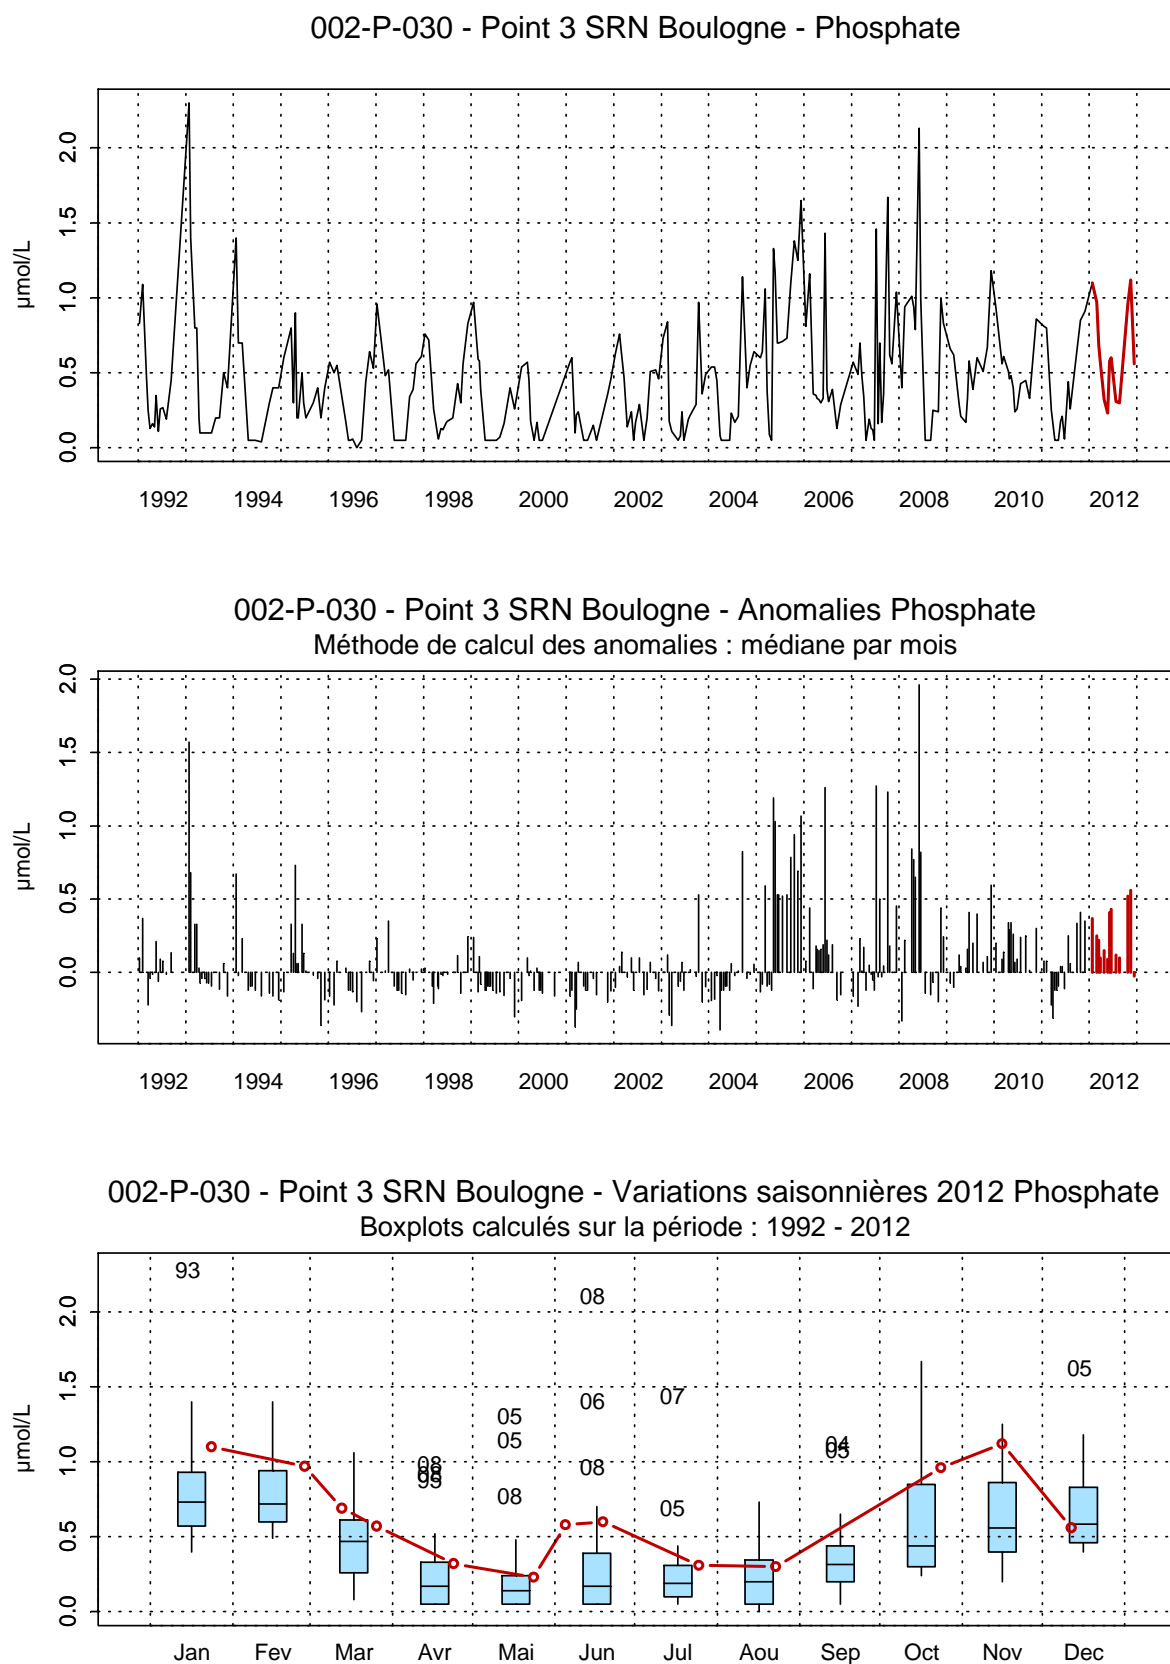 002-P-030 - Point 3 SRN Boulogne - Phosphate
µmol/L
2.0
1.5
1.0
0.5
0.0
1992 1994 1996 1998 2000 2002 2004 2006 2008 2010 2012
002-P-030 - Point 3 SRN Boulogne - Anomalies Phosphate
Méthode de calcul des anomalies : médiane par mois
µmol/L
2.0
1.5
1.0
0.5
0.0
1992 1994 1996 1998 2000 2002 2004 2006 2008 2010 2012
002-P-030 - Point 3 SRN Boulogne - Variations saisonnières 2012 Phosphate
Boxplots calculés sur la période : 1992 - 2012
µmol/L
2.0
1.5
1.0
0.5
0.0
93
08
05
07
06
05
05
04
05
08
08
08
05
Jan Fev Mar Avr Mai Jun Jul Aou Sep Oct Nov Dec